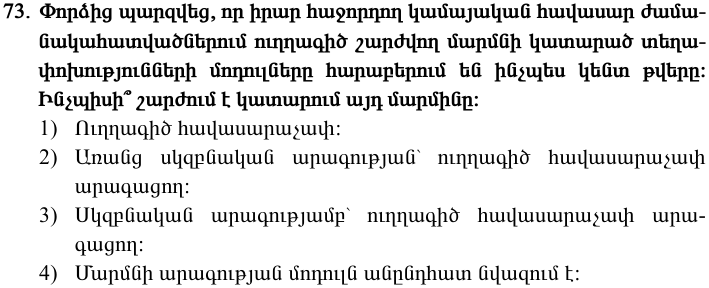 73. Փորձից պարզվեց, որ իրար հաջորդող կամայական հավասար ժամա-
նակահատվածներում ուղղագիծ շարժվող մարմնի կատարած տեղա-
փոխությունների մոդուլները հարաբերում են ինչպես կենտ թվերը:
Ինչպիսի՞ շարժում է կատարում այդ մարմինը:
1) Ուղղագիծ հավասարաչափ:
2) Առանց սկզբնական արագության՝ ուղղագիծ հավասարաչափ
արագացող:
3) Սկզբնական արագությամբ՝ ուղղագիծ հավասարաչափ արա-
գացող:
4) Մարմնի արագության մոդուլն անընդհատ նվազում է: